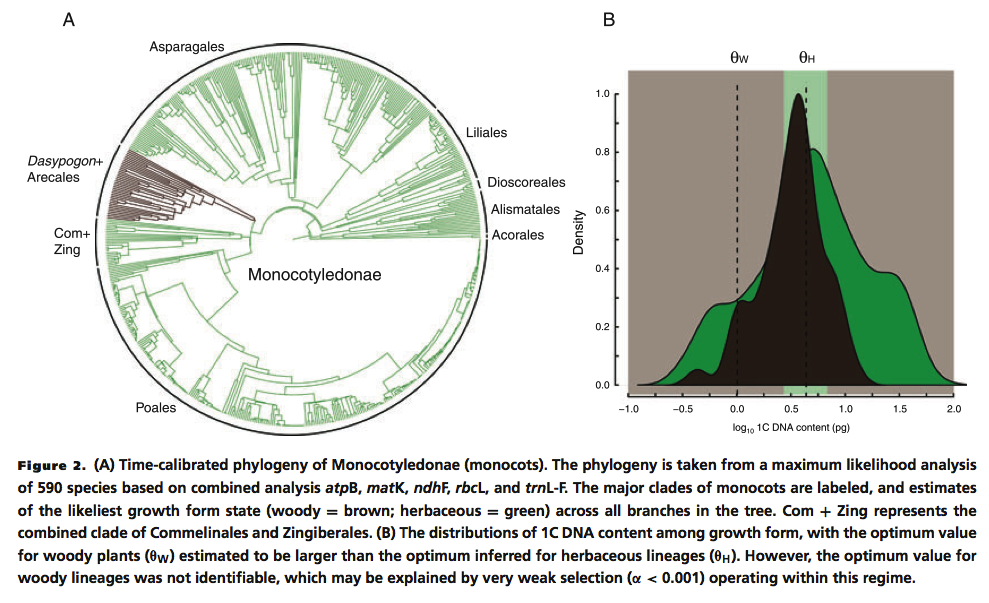 A
Asparagales
Liliales
Dasypogon+
Arecales
Dioscoreales
Alismatales
Com+
Zing
Acorales
Monocotyledonae
Poales
B
θW θH
1.0
0.8
0.6
0.4
0.2
0.0
Density
−1.0 −0.5 0.0 0.5 1.0 1.5 2.0
log10 1C DNA content (pg)
Figure 2. (A) Time-calibrated phylogeny of Monocotyledonae (monocots). The phylogeny is taken from a maximum likelihood analysis
of 590 species based on combined analysis atpB, matK, ndhF, rbcL, and trnL-F. The major clades of monocots are labeled, and estimates
of the likeliest growth form state (woody = brown; herbaceous = green) across all branches in the tree. Com + Zing represents the
combined clade of Commelinales and Zingiberales. (B) The distributions of 1C DNA content among growth form, with the optimum value
for woody plants (θW) estimated to be larger than the optimum inferred for herbaceous lineages (θH). However, the optimum value for
woody lineages was not identifiable, which may be explained by very weak selection (α < 0.001) operating within this regime.